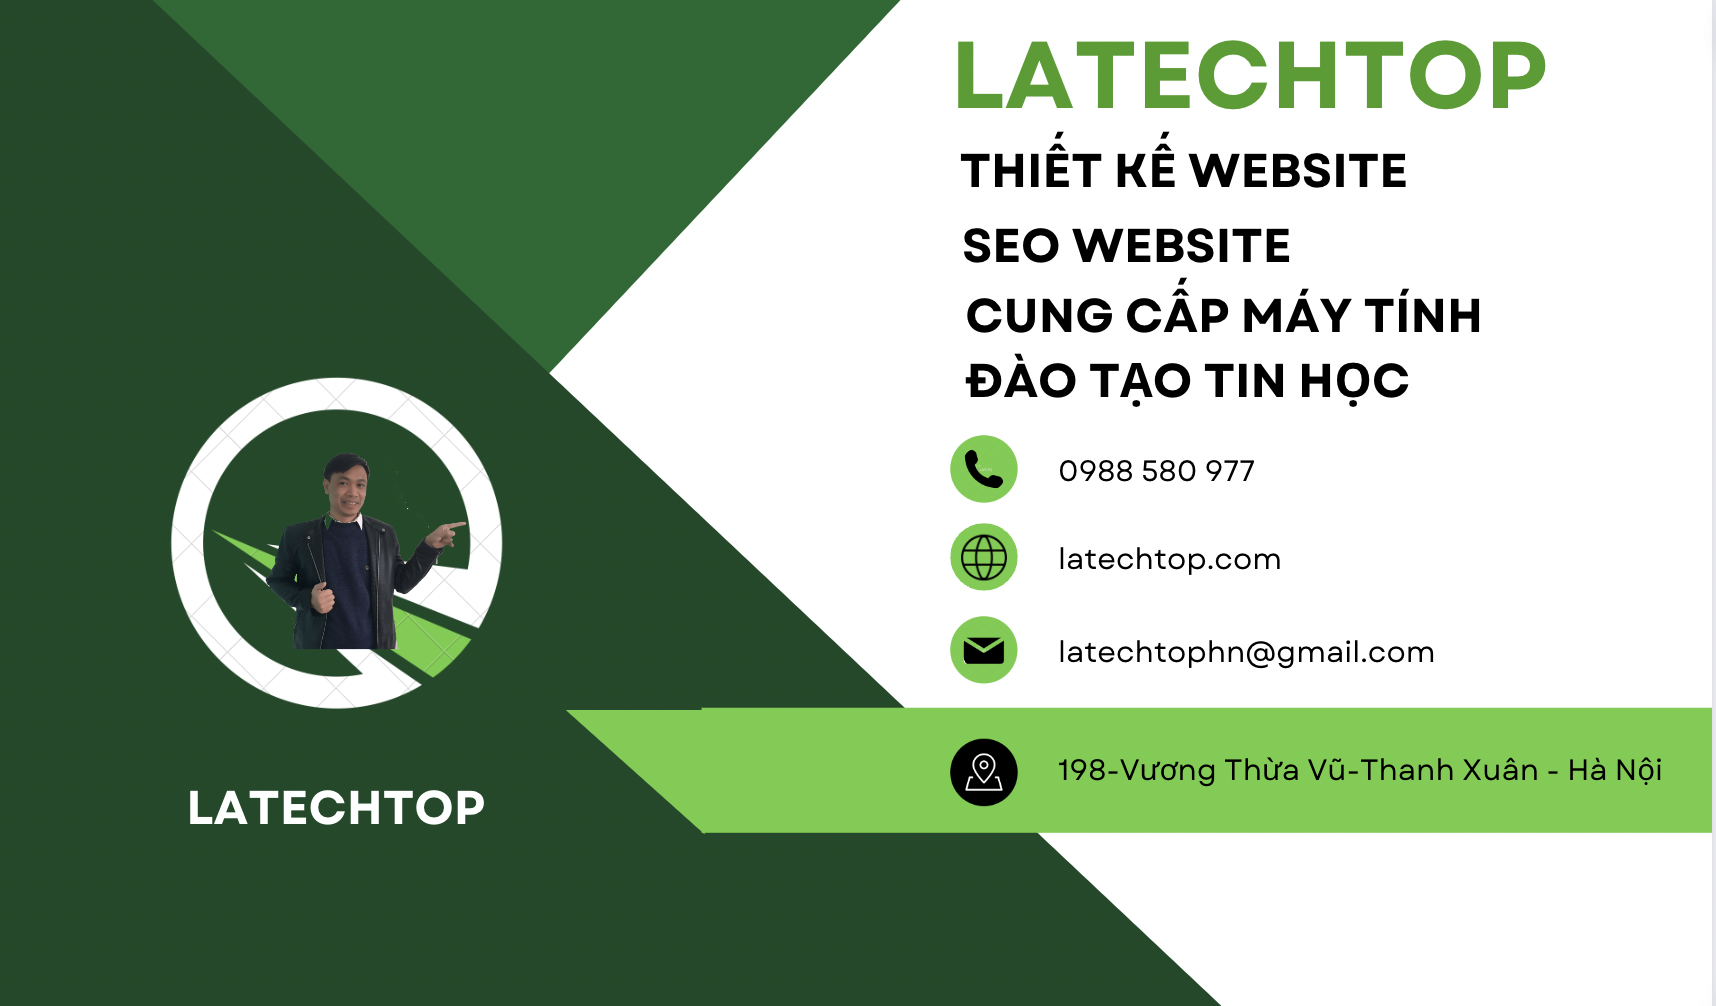 LATECHTOP
THIẾT KẾ WEBSITE
SEO WEBSITE
CUNG CẤP MÁY TÍNH
ĐÀO TẠO TIN HỌC
0988 580 977
latechtop.com
latechtophn@gmail.com
198-Vương Thừa Vũ-Thanh Xuân - Hà Nội
LATECHTOP